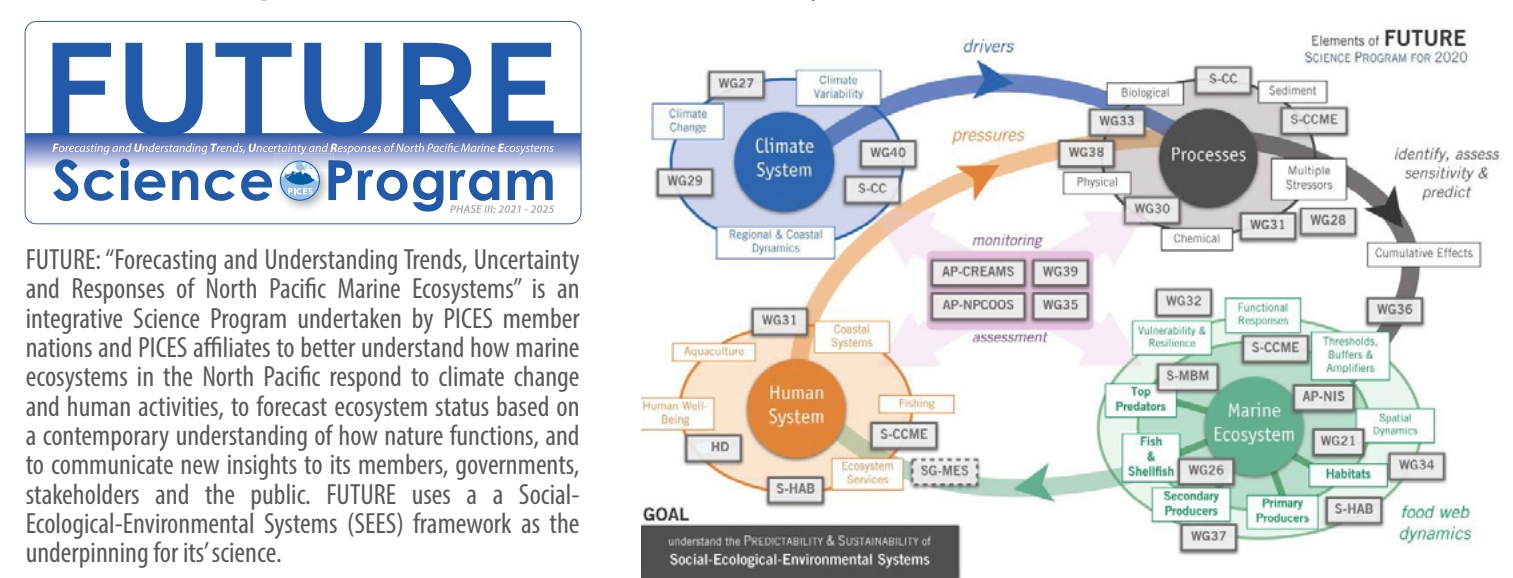 FUTURE
Forecasting and Understanding Trends, Uncertainty and Responses of North Pacific Marine Ecosystems
Science PICES Program
PHASE III: 2021 - 2025
FUTURE: “Forecasting and Understanding Trends, Uncertainty
and Responses of North Pacific Marine Ecosystems” is an
integrative Science Program undertaken by PICES member
nations and PICES affiliates to better understand how marine
ecosystems in the North Pacific respond to climate change
and human activities, to forecast ecosystem status based on
a contemporary understanding of how nature functions, and
to communicate new insights to its members, governments,
stakeholders and the public. FUTURE uses a a Social-
Ecological-Environmental Systems (SEES) framework as the
underpinning for its’ science.
Elements of FUTURE
SCIENCE PROGRAM FOR 2020
drivers
WG27
Climate
Variability
Climate
Change
Climate
System
WG40
WG29
S-CC
Regional & Coastal
Dynamics
pressures
S-CC
Biological
Sediment
WG33
S-CCME
WG38
Processes
Physical
Multiple
Stressors
WG30
WG31
WG28
Chemical
identify, assess
sensitivity &
predict
Cumulative Effects
WG36
monitoring
AP-CREAMS
WG39
AP-NPCOOS
WG35
assessment
WG31
Coastal
Systems
Aquaculture
Human
System
Human Well-
Being
Fishing
HD
S-CCME
Ecosystem
Services
SG-MES
S-HAB
WG32
Functional
Responses
Vulnerability &
Resilience
S-CCME
Thresholds,
Buffers &
Amplifiers
S-MBM
Top
Predators
AP-NIS
Marine
Ecosystem
Spatial
Dynamics
WG21
Fish
&
Shellfish
WG26
Habitats
WG34
Secondary
Producers
Primary
Producers
S-HAB
WG37
food web
dynamics
GOAL
understand the PREDICTABILITY & SUSTAINABILITY of
Social-Ecological-Environmental Systems